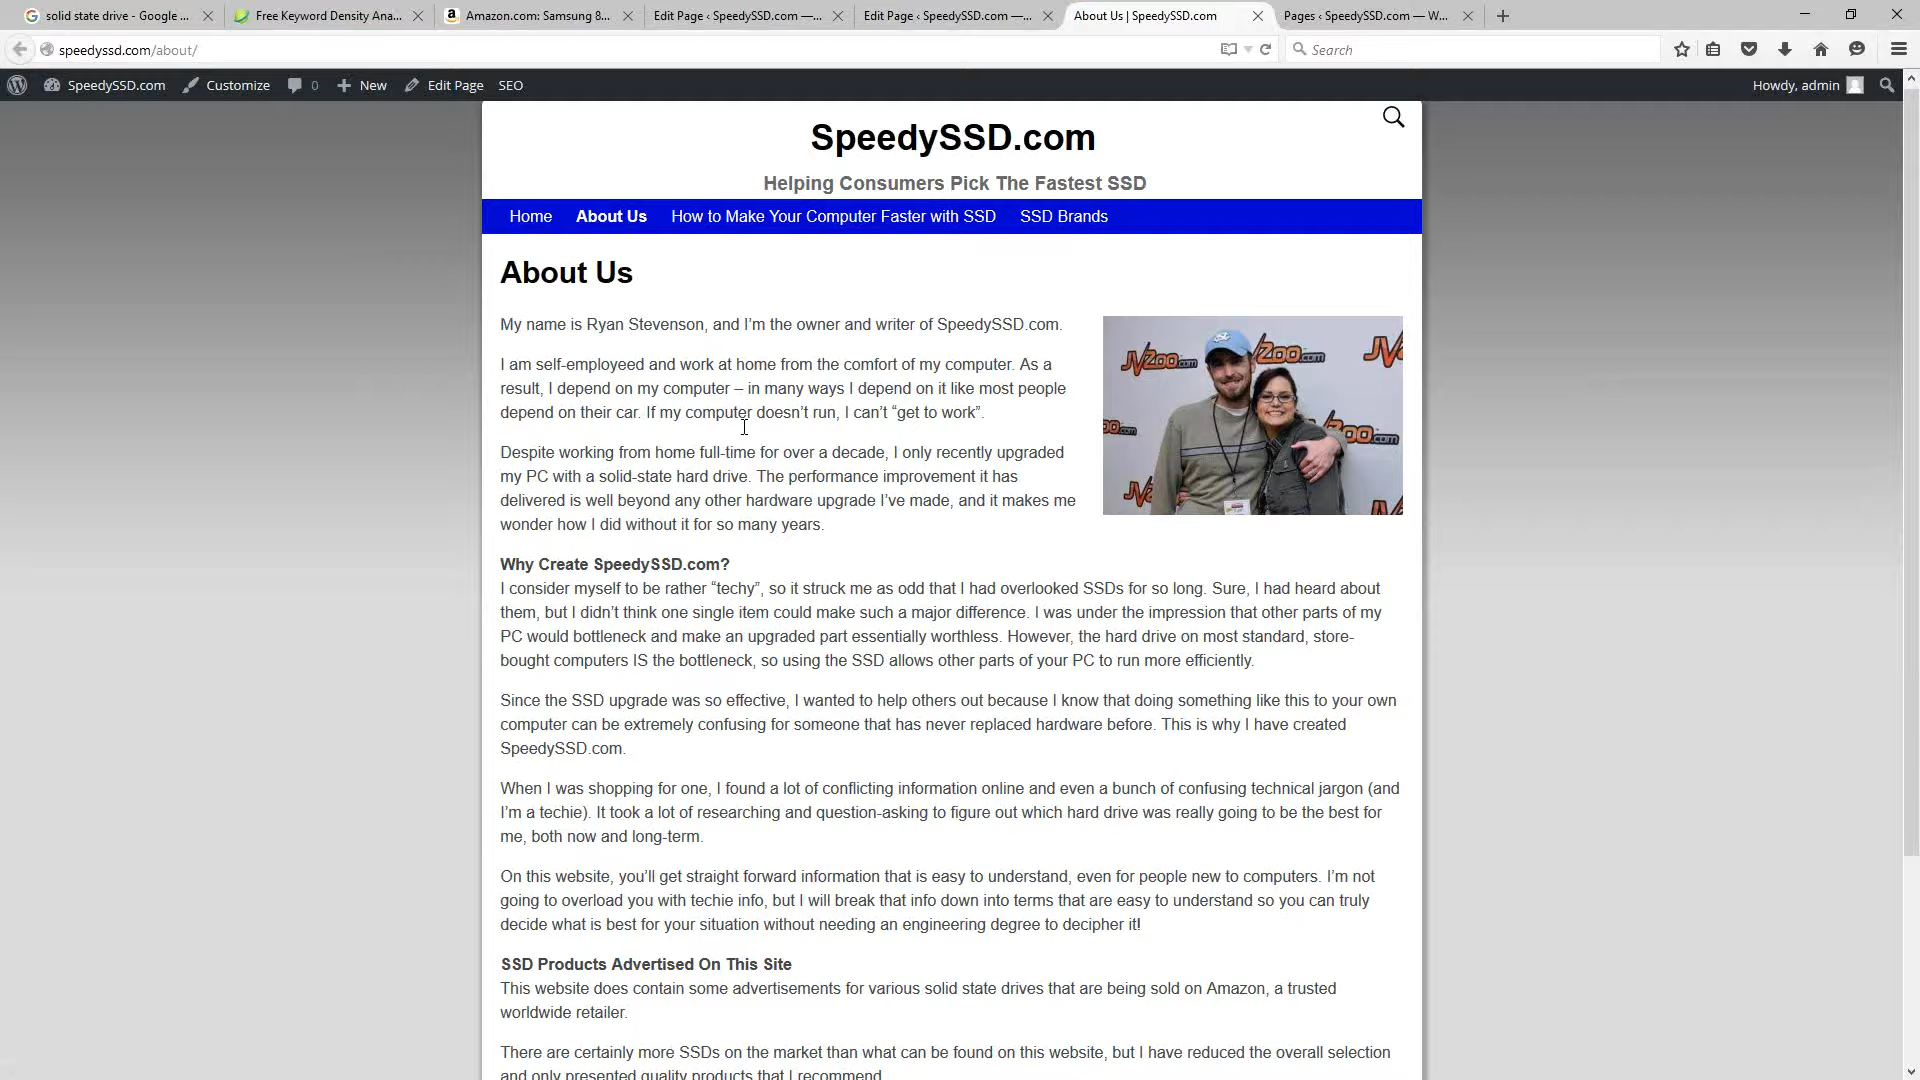 solid state drive - Google ...
Free Keyword Density Ana...
Amazon.com: Samsung 8...
Edit Page ‹ SpeedySSD.com —...
Edit Page ‹ SpeedySSD.com —...
About Us | SpeedySSD.com
Pages ‹ SpeedySSD.com — W...
speedyssd.com/about/
Search
SpeedySSD.com
Customize
0
New
Edit Page
SEO
Howdy, admin
SpeedySSD.com
Helping Consumers Pick The Fastest SSD
Home About Us How to Make Your Computer Faster with SSD SSD Brands
About Us
My name is Ryan Stevenson, and I’m the owner and writer of SpeedySSD.com.
I am self-employeed and work at home from the comfort of my computer. As a
result, I depend on my computer – in many ways I depend on it like most people
depend on their car. If my computer doesn’t run, I can’t “get to work”.
JVZoo.com
Zoo.com
JV
oo.com
Zoo.com
JV
Despite working from home full-time for over a decade, I only recently upgraded
my PC with a solid-state hard drive. The performance improvement it has
delivered is well beyond any other hardware upgrade I’ve made, and it makes me
wonder how I did without it for so many years.
Why Create SpeedySSD.com?
I consider myself to be rather “techy”, so it struck me as odd that I had overlooked SSDs for so long. Sure, I had heard about
them, but I didn’t think one single item could make such a major difference. I was under the impression that other parts of my
PC would bottleneck and make an upgraded part essentially worthless. However, the hard drive on most standard, store-
bought computers IS the bottleneck, so using the SSD allows other parts of your PC to run more efficiently.
Since the SSD upgrade was so effective, I wanted to help others out because I know that doing something like this to your own
computer can be extremely confusing for someone that has never replaced hardware before. This is why I have created
SpeedySSD.com.
When I was shopping for one, I found a lot of conflicting information online and even a bunch of confusing technical jargon (and
I’m a techie). It took a lot of researching and question-asking to figure out which hard drive was really going to be the best for
me, both now and long-term.
On this website, you’ll get straight forward information that is easy to understand, even for people new to computers. I’m not
going to overload you with techie info, but I will break that info down into terms that are easy to understand so you can truly
decide what is best for your situation without needing an engineering degree to decipher it!
SSD Products Advertised On This Site
This website does contain some advertisements for various solid state drives that are being sold on Amazon, a trusted
worldwide retailer.
There are certainly more SSDs on the market than what can be found on this website, but I have reduced the overall selection
and only presented quality products that I recommend.